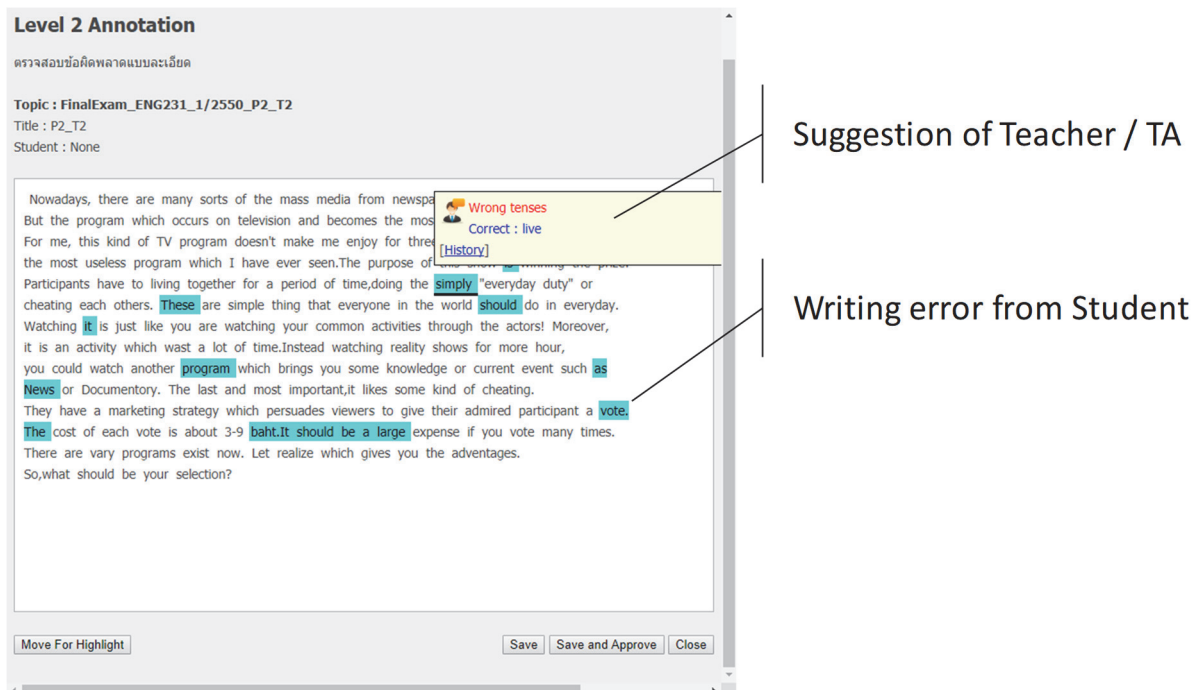 Level 2 Annotation
ตรวจสอบข้อผิดพลาดแบบละเอียด
Topic : FinalExam_ENG231_1/2550_P2_T2
Title : P2_T2
Student : None
Nowadays, there are many sorts of the mass media from newspa
But the program which occurs on television and becomes the mos
For me, this kind of TV program doesn't make me enjoy for three
the most useless program which I have ever seen.The purpose of this show is winning the prize.
Participants have to living together for a period of time,doing the simply "everyday duty" or
cheating each others. These are simple thing that everyone in the world should do in everyday.
Watching it is just like you are watching your common activities through the actors! Moreover,
it is an activity which wast a lot of time.Instead watching reality shows for more hour,
you could watch another program which brings you some knowledge or current event such as
News or Documentory. The last and most important,it likes some kind of cheating.
They have a marketing strategy which persuades viewers to give their admired participant a vote.
The cost of each vote is about 3-9 baht.It should be a large expense if you vote many times.
There are vary programs exist now. Let realize which gives you the adventages.
So,what should be your selection?
Wrong tenses
Correct : live
[History]
Move For Highlight
Save
Save and Approve
Close
Suggestion of Teacher / TA
Writing error from Student